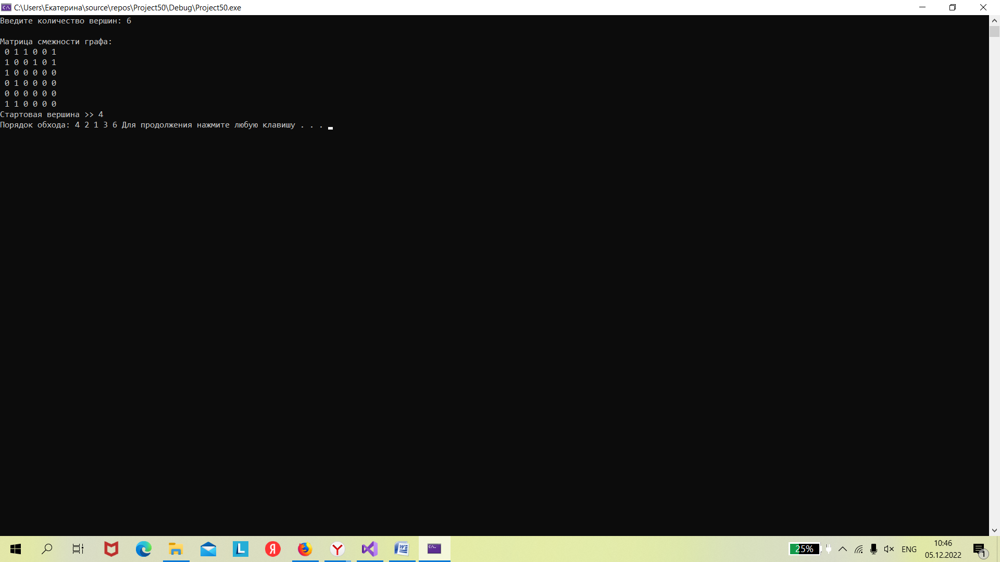 C:\Users\Екатерина\source\repos\Project50\Debug\Project50.exe
Введите количество вершин: 6
Матрица смежности графа:
0 1 1 0 0 1
1 0 0 1 0 1
1 0 0 0 0 0
0 1 0 0 0 0
0 0 0 0 0 0
1 1 0 0 0 0
Стартовая вершина >> 4
Порядок обхода: 4 2 1 3 6 Для продолжения нажмите любую клавишу . . .
L
Я
Y
W
C:\
25%
ENG
10:46
05.12.2022
1